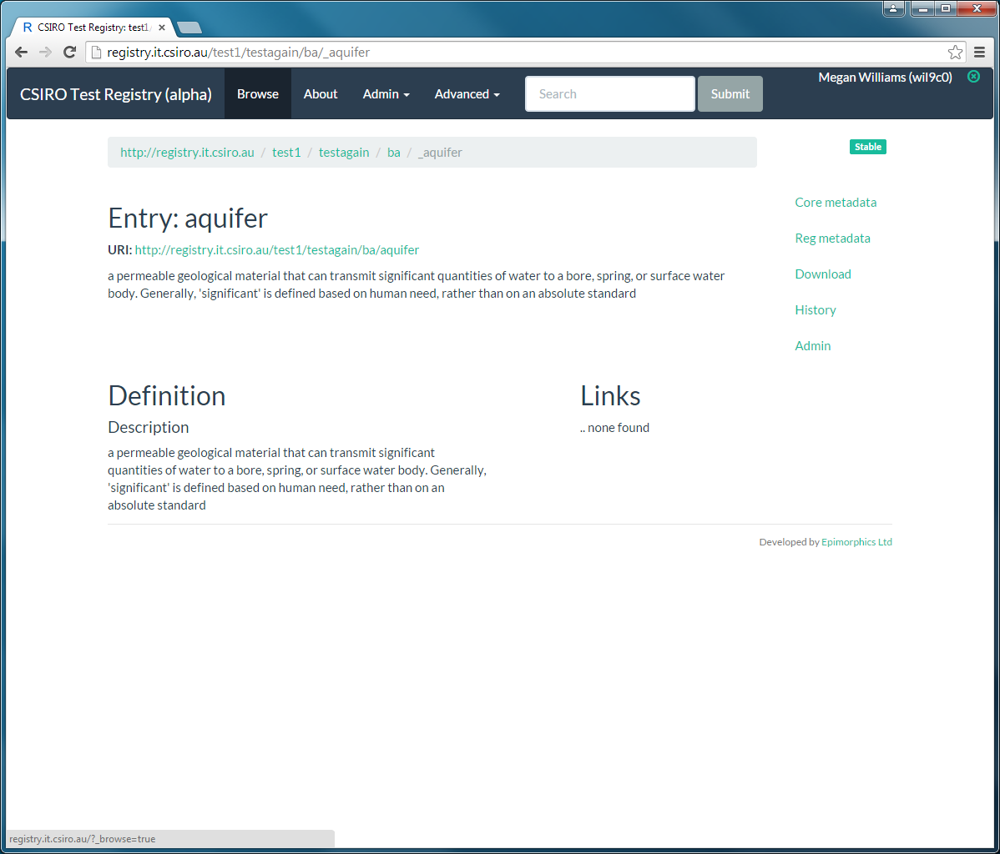 R CSIRO Test Registry: test1
registry.it.csiro.au/test1/testagain/ba/_aquifer
CSIRO Test Registry (alpha) Browse About Admin Advanced Search Submit Megan Williams (wil9c0)
http://registry.it.csiro.au / test1 / testagain / ba / _aquifer
Stable
Entry: aquifer
URI: http://registry.it.csiro.au/test1/testagain/ba/aquifer
a permeable geological material that can transmit significant quantities of water to a bore, spring, or surface water
body. Generally, 'significant' is defined based on human need, rather than on an absolute standard
Core metadata
Reg metadata
Download
History
Admin
Definition
Description
a permeable geological material that can transmit significant
quantities of water to a bore, spring, or surface water body. Generally,
'significant' is defined based on human need, rather than on an
absolute standard
Links
.. none found
Developed by Epimorphics Ltd
registry.it.csiro.au/?_browse=true